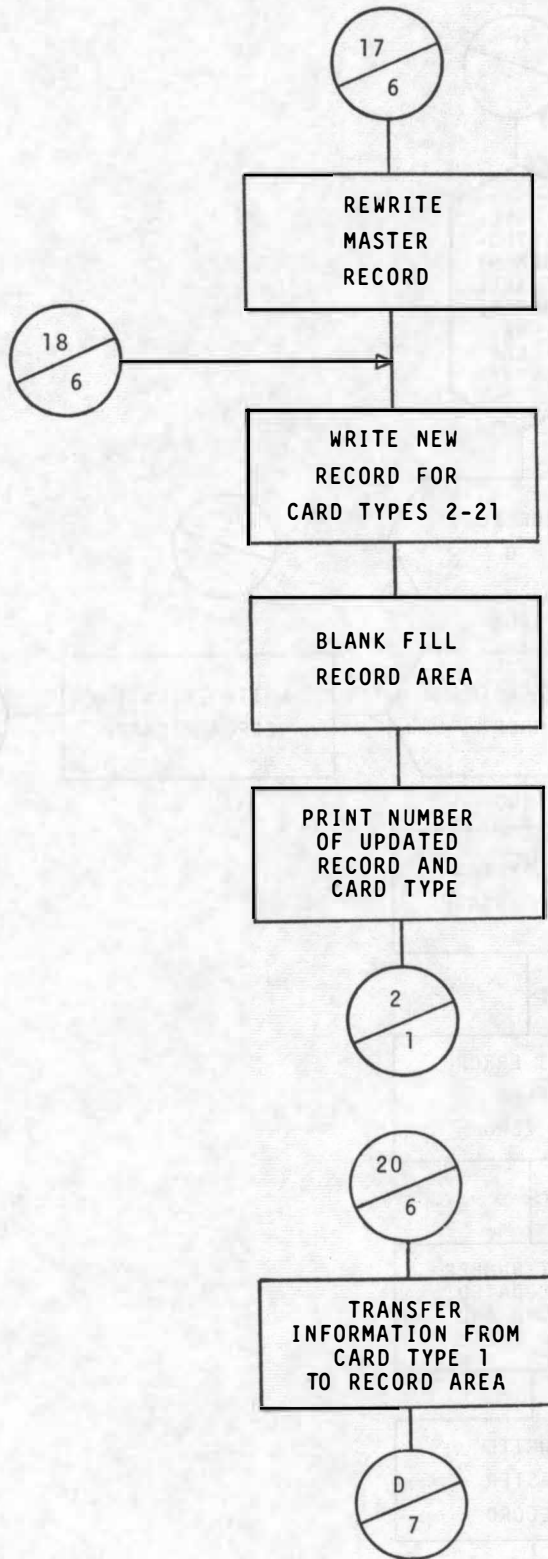 17
6
REWRITE
MASTER
RECORD
18
6
WRITE NEW
RECORD FOR
CARD TYPES 2-21
BLANK FILL
RECORD AREA
PRINT NUMBER
OF UPDATED
RECORD AND
CARD TYPE
2
1
20
6
TRANSFER
INFORMATION FROM
CARD TYPE 1
TO RECORD AREA
D
7